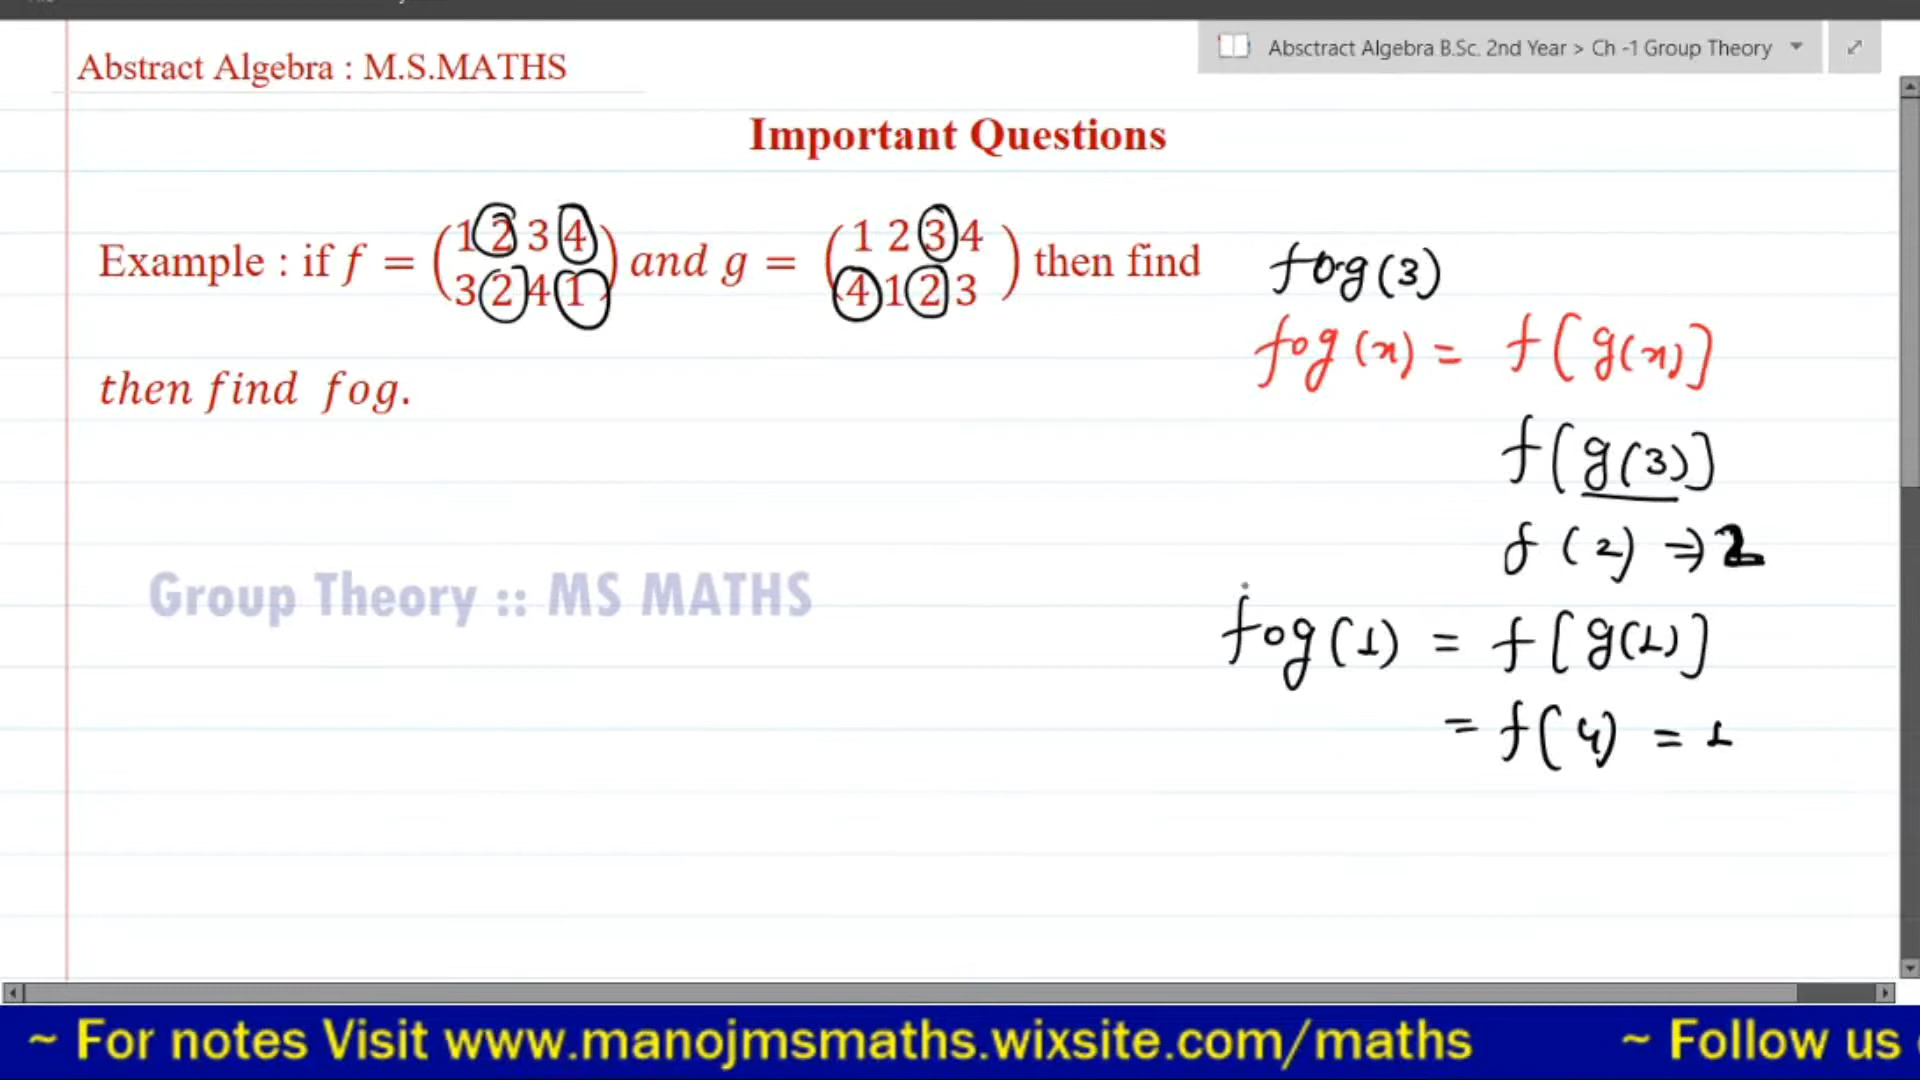 Abstract Algebra : M.S.MATHS
Absctract Algebra B.Sc. 2nd Year > Ch -1 Group Theory
Important Questions
1 2 3 4
1 2 3 4
Example : if f = ( ) and g = ( ) then find
3 2 4 1
4 1 2 3
fog(3)
fog(x) = f[g(x)]
then find fog.
f[g(3)]
f(2) ⇒ 2
Group Theory :: MS MATHS
fog(1) = f[g(1)]
= f(4) = 1
~ For notes Visit www.manojmsmaths.wixsite.com/maths
~ Follow us